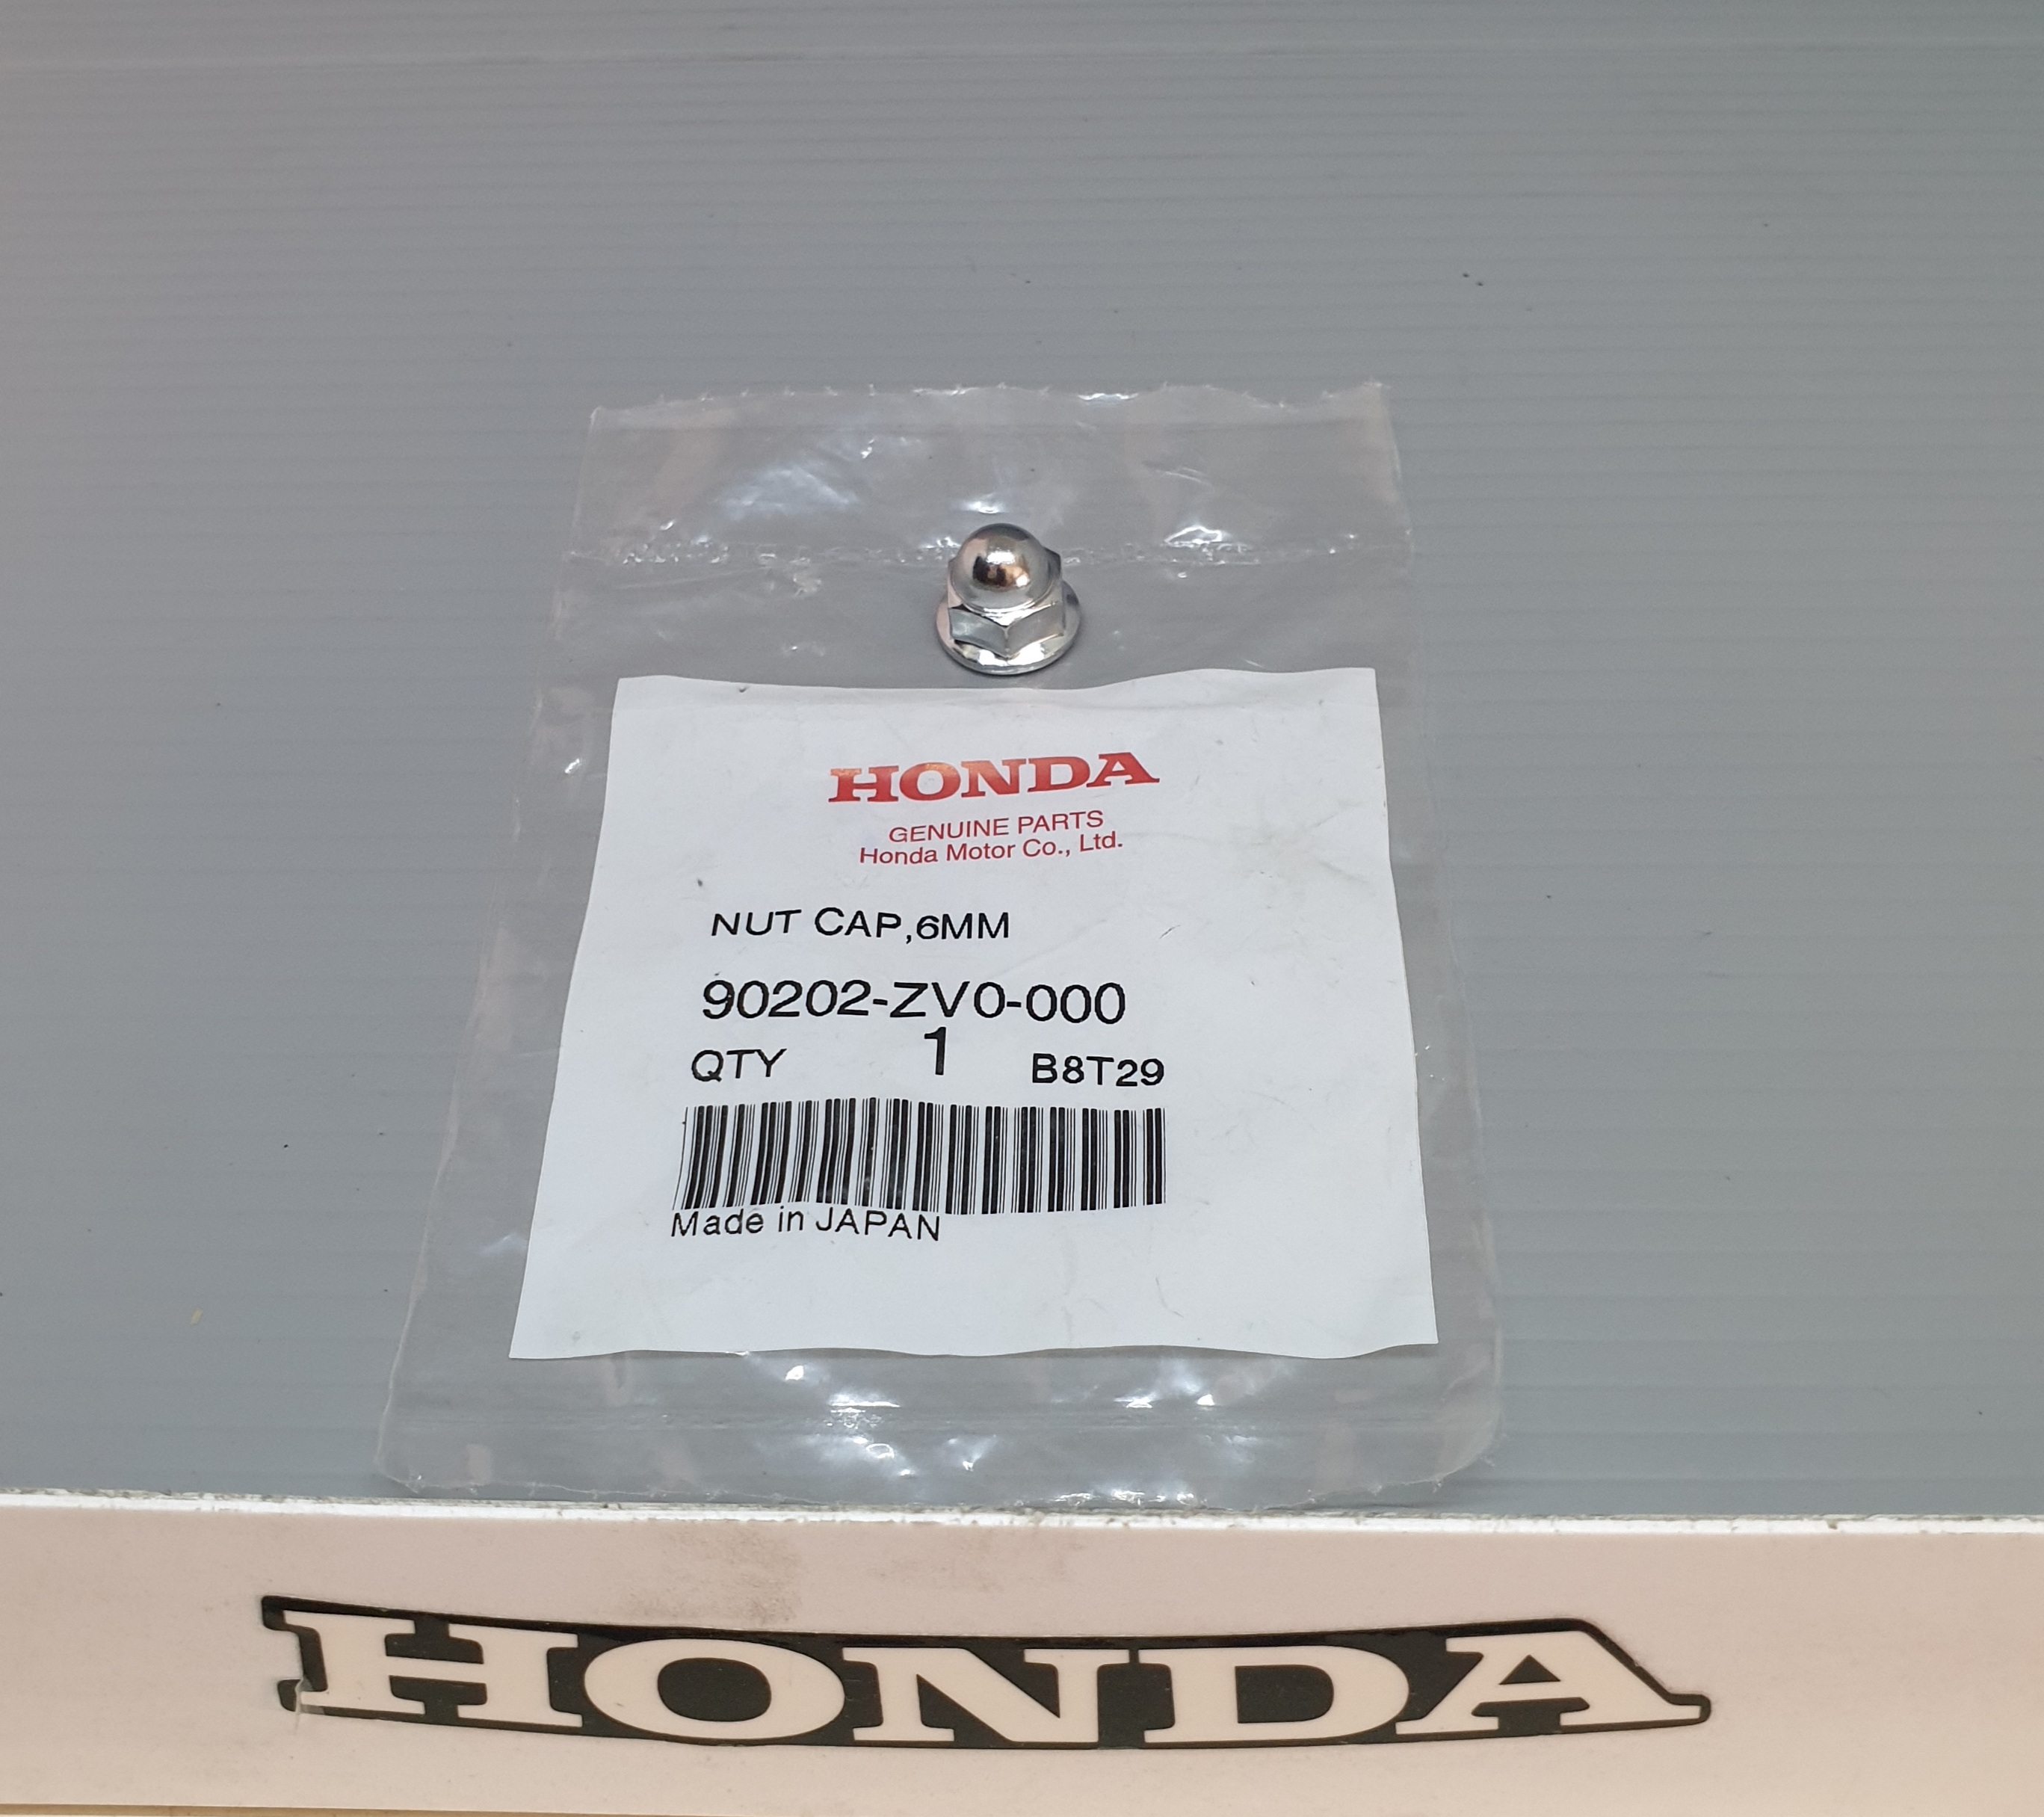 HONDA
GENUINE PARTS
Honda Motor Co., Ltd.
NUT CAP,6MM
90202-ZV0-000
QTY 1 B8T29
Made in JAPAN
HONDA